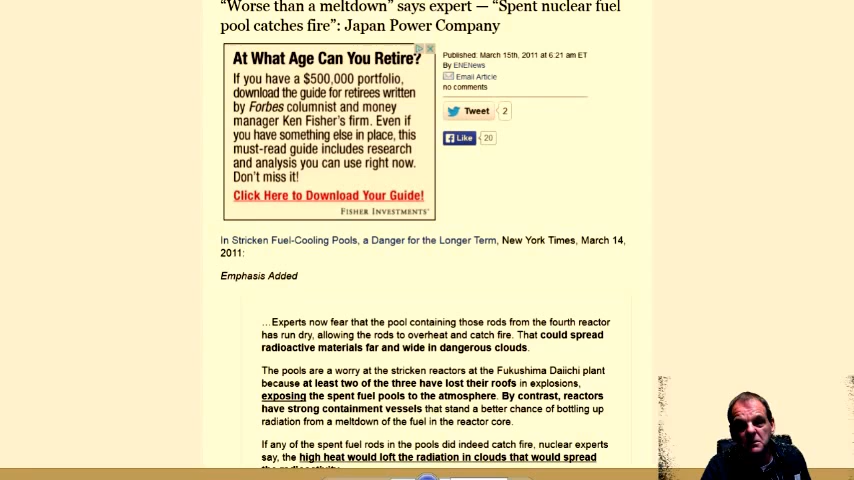 “Worse than a meltdown” says expert — “Spent nuclear fuel
pool catches fire”: Japan Power Company
At What Age Can You Retire?
If you have a $500,000 portfolio,
download the guide for retirees written
by Forbes columnist and money
manager Ken Fisher's firm. Even if
you have something else in place, this
must-read guide includes research
and analysis you can use right now.
Don't miss it!
Click Here to Download Your Guide!
FISHER INVESTMENTS
Published: March 15th, 2011 at 6:21 am ET
By ENENews
Email Article
no comments
Tweet 2
Like 20
In Stricken Fuel-Cooling Pools, a Danger for the Longer Term, New York Times, March 14,
2011:
Emphasis Added
…Experts now fear that the pool containing those rods from the fourth reactor
has run dry, allowing the rods to overheat and catch fire. That could spread
radioactive materials far and wide in dangerous clouds.
The pools are a worry at the stricken reactors at the Fukushima Daiichi plant
because at least two of the three have lost their roofs in explosions,
exposing the spent fuel pools to the atmosphere. By contrast, reactors
have strong containment vessels that stand a better chance of bottling up
radiation from a meltdown of the fuel in the reactor core.
If any of the spent fuel rods in the pools did indeed catch fire, nuclear experts
say, the high heat would loft the radiation in clouds that would spread
the radioactivity.